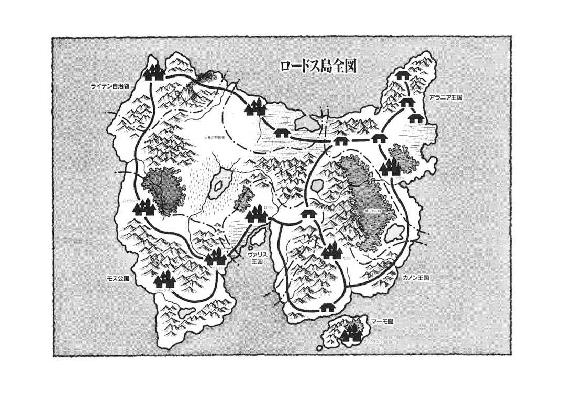 ロードス島全図
ライデン自治領
アラニア王国
ヴァリス
王国
モス公国
カノン王国
マーモ島